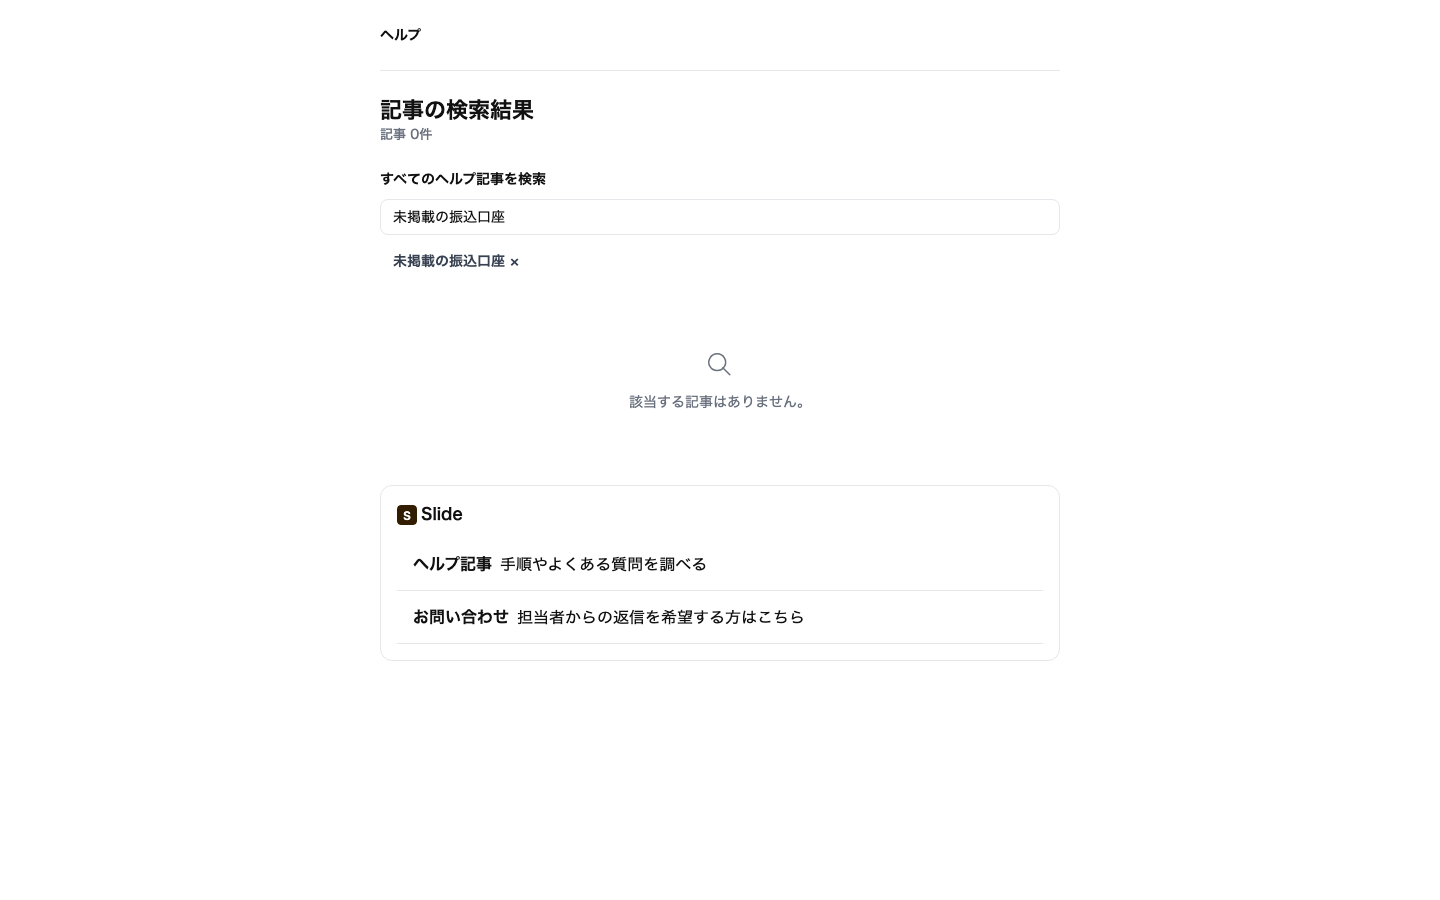 ヘルプ
記事の検索結果
記事 0件
すべてのヘルプ記事を検索
未掲載の振込口座
未掲載の振込口座 ×
該当する記事はありません。
S Slide
ヘルプ記事 手順やよくある質問を調べる
お問い合わせ 担当者からの返信を希望する方はこちら